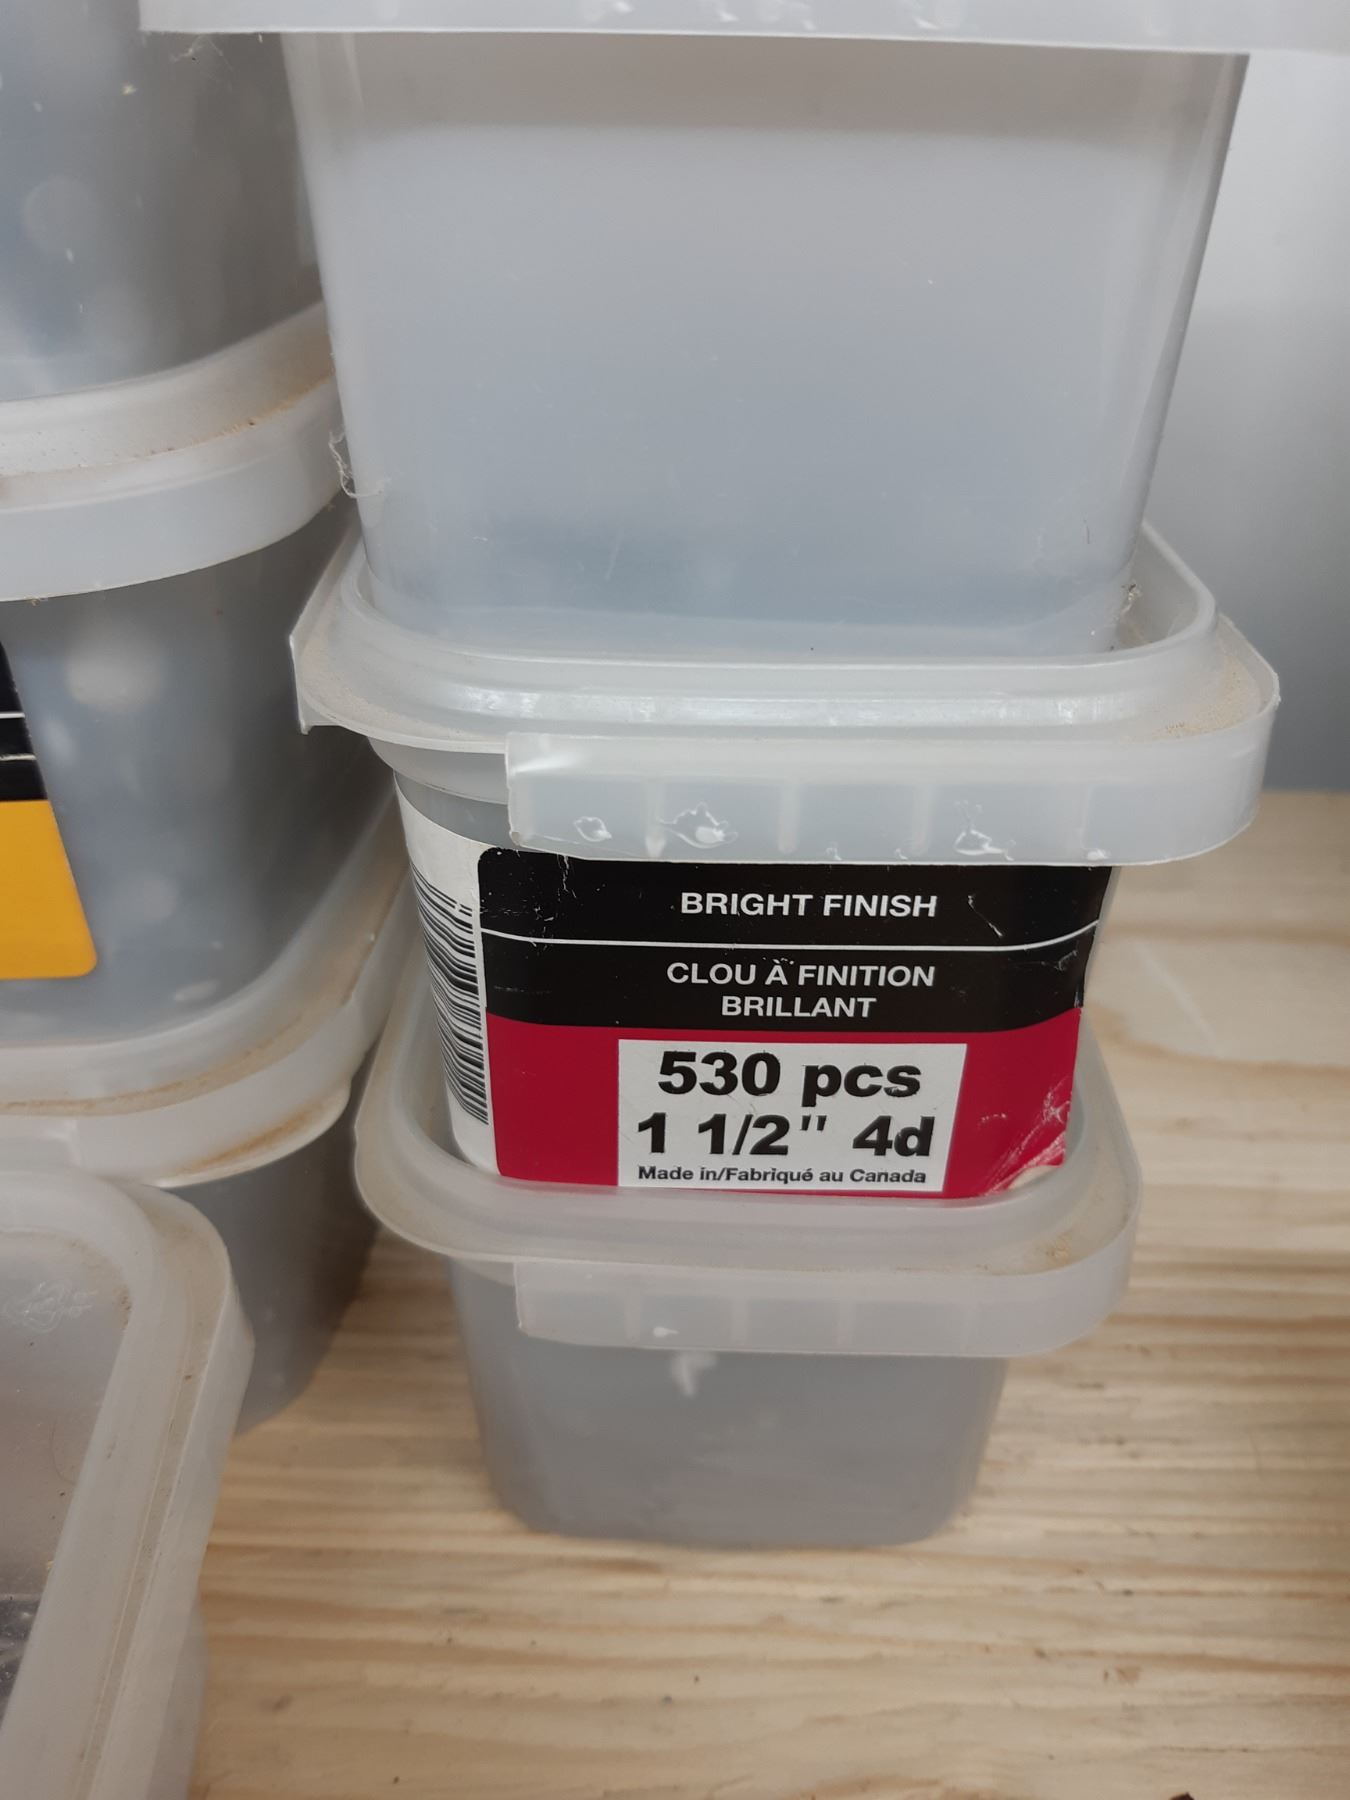 BRIGHT FINISH
CLOU À FINITION
BRILLANT
530 pcs
1 1/2" 4d
Made in/Fabriqué au Canada